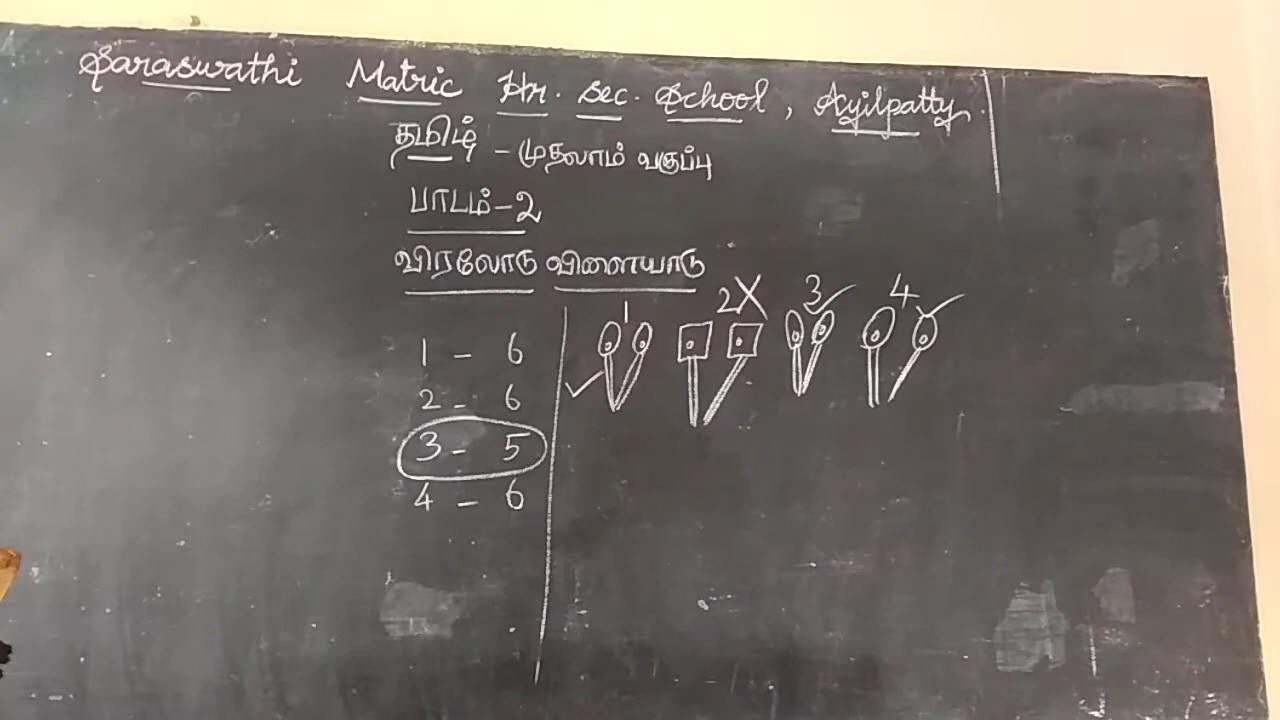 Saraswathi Matric Hr. Sec. School, Ayilpatty.
தமிழ் - முதலாம் வகுப்பு
பாடம் - 2
விரலோடு விளையாடு
1 - 6
2 - 6
3 - 5
4 - 6
1 2 3 4